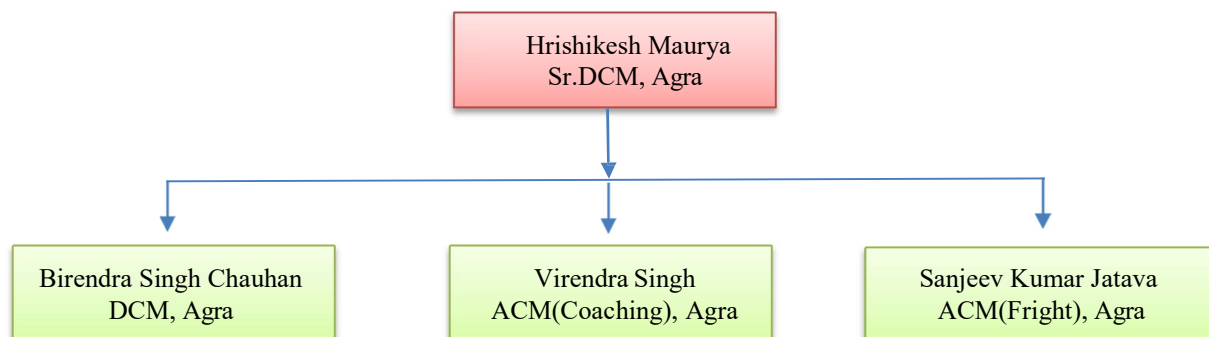 Hrishikesh Maurya
Sr.DCM, Agra
Birendra Singh Chauhan
DCM, Agra
Virendra Singh
ACM(Coaching), Agra
Sanjeev Kumar Jatava
ACM(Fright), Agra